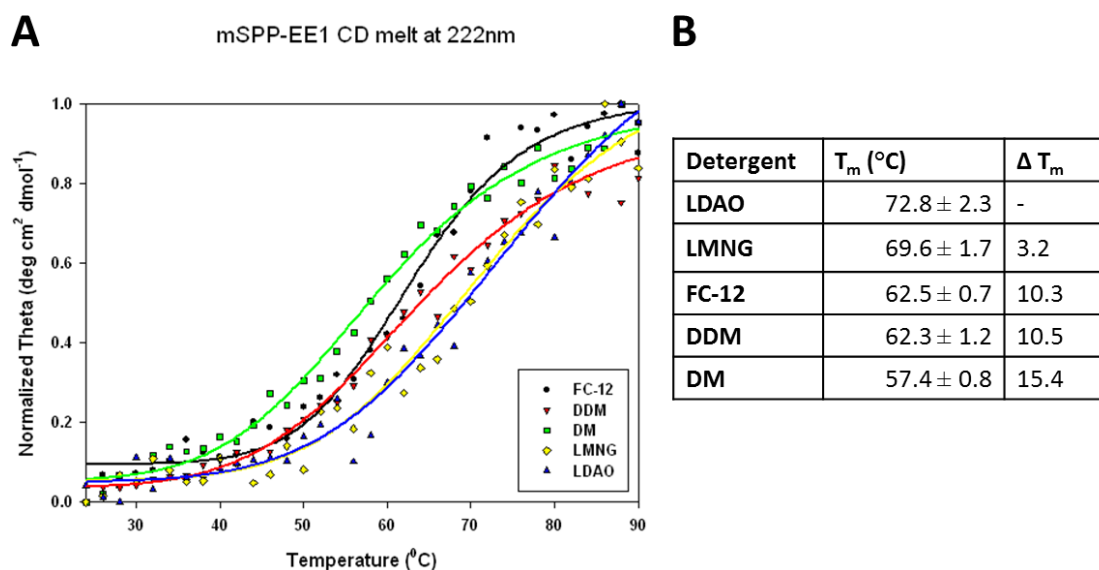 A
mSPP-EE1 CD melt at 222nm
Normalized Theta (deg cm² dmol⁻¹)
1.0
0.8
0.6
0.4
0.2
0.0
30 40 50 60 70 80 90
Temperature (⁰C)
FC-12
DDM
DM
LMNG
LDAO
B
Detergent Tₘ (°C) Δ Tₘ
LDAO 72.8 ± 2.3 -
LMNG 69.6 ± 1.7 3.2
FC-12 62.5 ± 0.7 10.3
DDM 62.3 ± 1.2 10.5
DM 57.4 ± 0.8 15.4